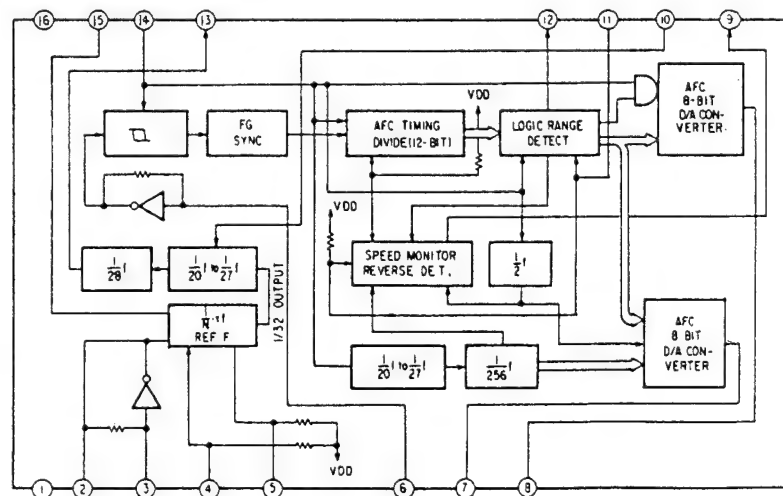 16 15 14 13 12 11 10 9
AFC
8-BIT
D/A CON-
VERTER.
FG
SYNC
AFC TIMING
DIVIDE(12-BIT)
VDD
LOGIC RANGE
DETECT
VDD
SPEED MONITOR
REVERSE DET.
1/2 f
1/28 f
1/20 f to 1/27 f
1/32 OUTPUT
REF F
1/20 f to 1/27 f
1/256 f
AFC
8 BIT
D/A CON-
VERTER
VDD
1 2 3 4 5 6 7 8